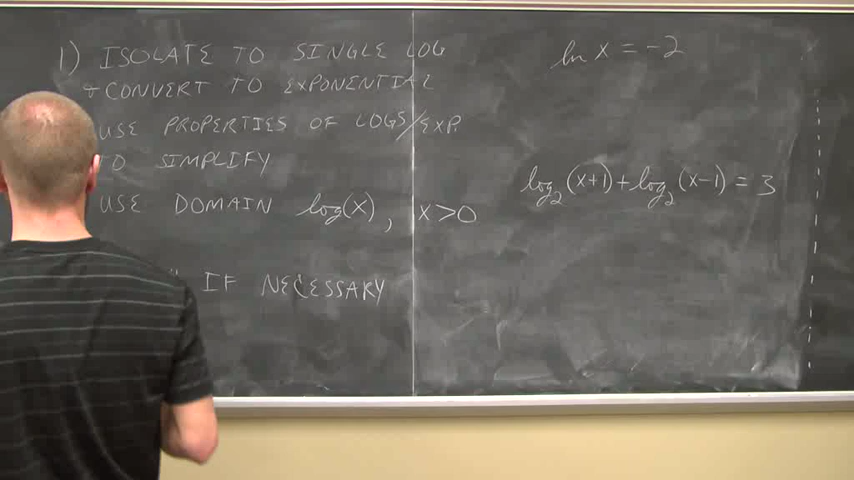 1) ISOLATE TO SINGLE LOG
+ CONVERT TO EXPONENTIAL
USE PROPERTIES OF LOGS/EXP.
TO SIMPLIFY
USE DOMAIN log(x), x>0
IF NECESSARY
ln x = -2
log₂(x+1)+log₂(x-1) = 3